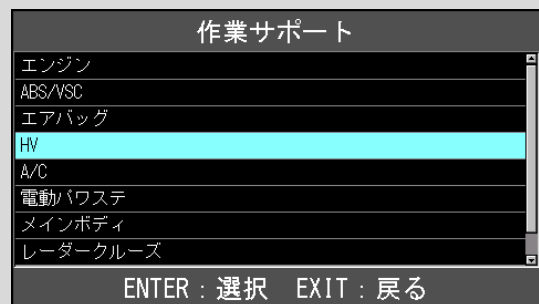 作業サポート
エンジン
ABS/VSC
エアバッグ
HV
A/C
電動パワステ
メインボディ
レーダークルーズ
ENTER:選択 EXIT:戻る